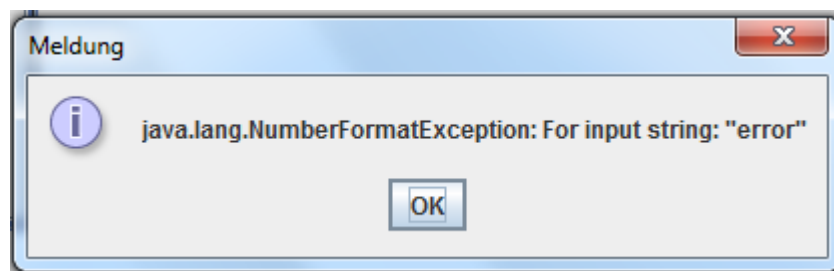 Meldung
java.lang.NumberFormatException: For input string: "error"
OK